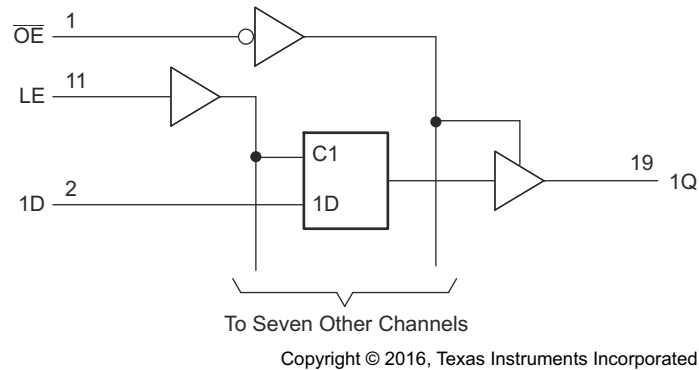 OE 1
LE 11
C1
1D 2 1D
19 1Q
To Seven Other Channels
Copyright © 2016, Texas Instruments Incorporated